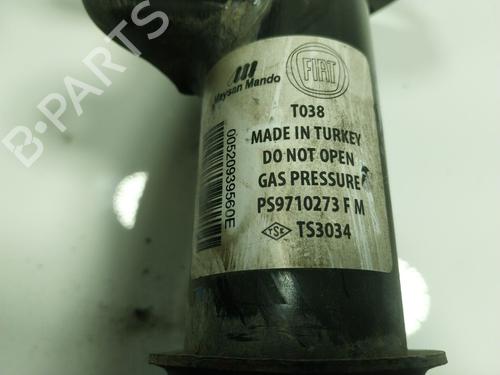 B-PARTS
Maysan Mando
FIAT
T038
MADE IN TURKEY
DO NOT OPEN
GAS PRESSURE
PS9710273 F M
TSE TS3034
00520939560E